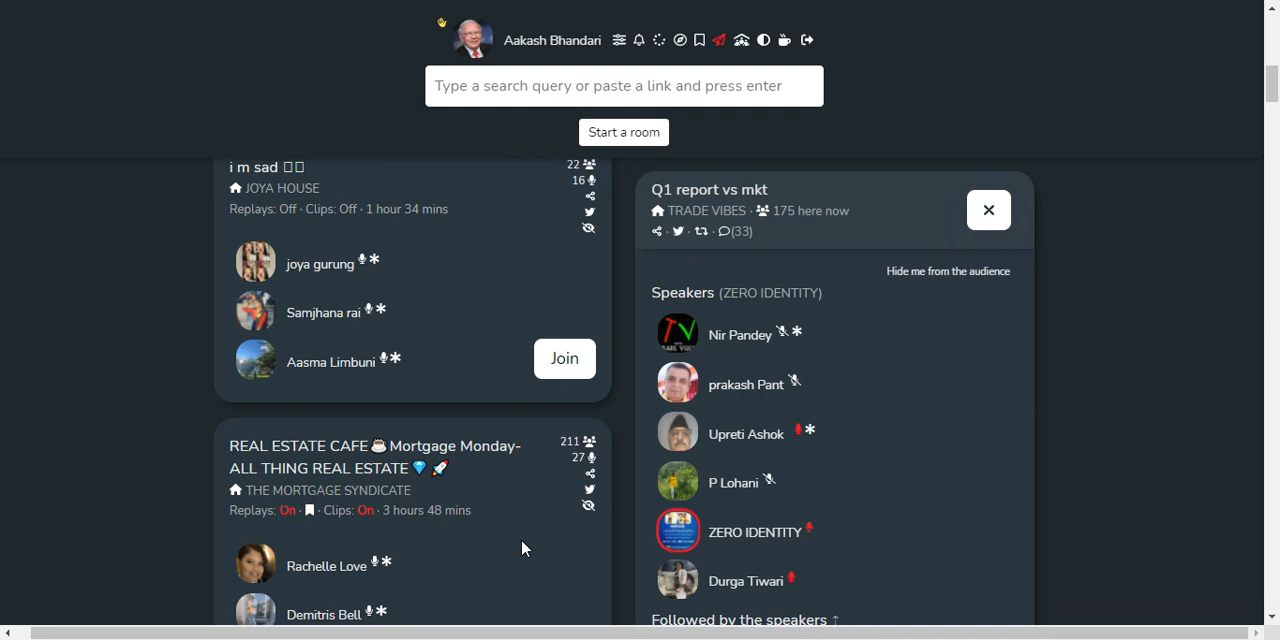 Aakash Bhandari
Type a search query or paste a link and press enter
Start a room
i m sad
22
16
JOYA HOUSE
Replays: Off · Clips: Off · 1 hour 34 mins
joya gurung
Samjhana rai
Aasma Limbuni
Join
REAL ESTATE CAFE☕Mortgage Monday-
ALL THING REAL ESTATE💎 🚀
211
27
THE MORTGAGE SYNDICATE
Replays: On · Clips: On · 3 hours 48 mins
Rachelle Love
Demitris Bell
Q1 report vs mkt
TRADE VIBES · 175 here now
(33)
Hide me from the audience
Speakers (ZERO IDENTITY)
Nir Pandey
prakash Pant
Upreti Ashok
P Lohani
ZERO IDENTITY
Durga Tiwari
Followed by the speakers ↑